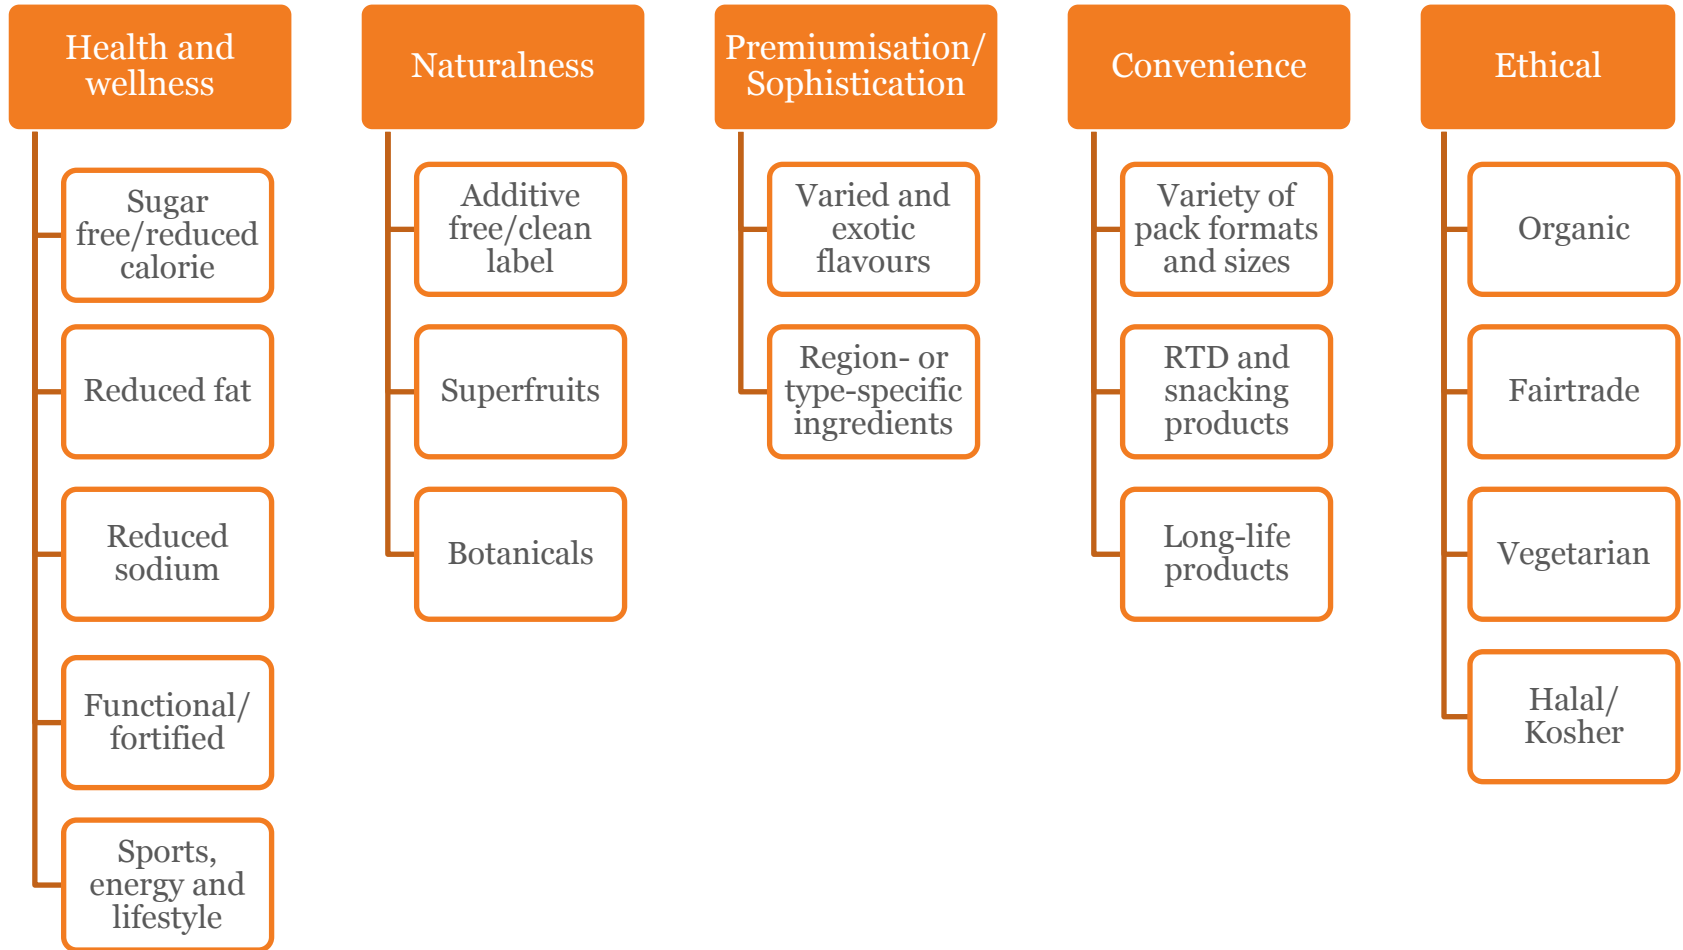 Health and
wellness
Sugar
free/reduced
calorie
Reduced fat
Reduced
sodium
Functional/
fortified
Sports,
energy and
lifestyle
Naturalness
Additive
free/clean
label
Superfruits
Botanicals
Premiumisation/
Sophistication
Varied and
exotic
flavours
Region- or
type-specific
ingredients
Convenience
Variety of
pack formats
and sizes
RTD and
snacking
products
Long-life
products
Ethical
Organic
Fairtrade
Vegetarian
Halal/
Kosher